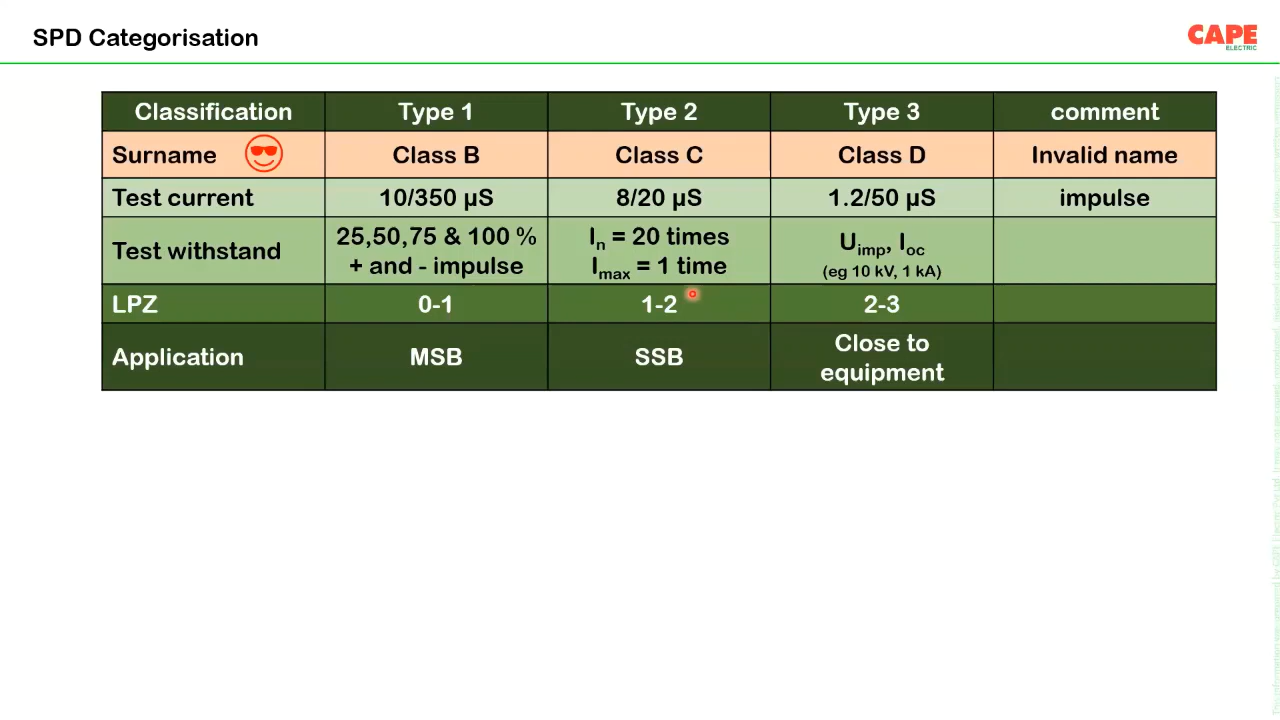 SPD Categorisation
CAPE
ELECTRIC
Classification Type 1 Type 2 Type 3 comment
Surname Class B Class C Class D Invalid name
Test current 10/350 µS 8/20 µS 1.2/50 µS impulse
Test withstand 25,50,75 & 100 % + and - impulse In = 20 times Imax = 1 time Uimp, Ioc (eg 10 kV, 1 kA)
LPZ 0-1 1-2 2-3
Application MSB SSB Close to equipment